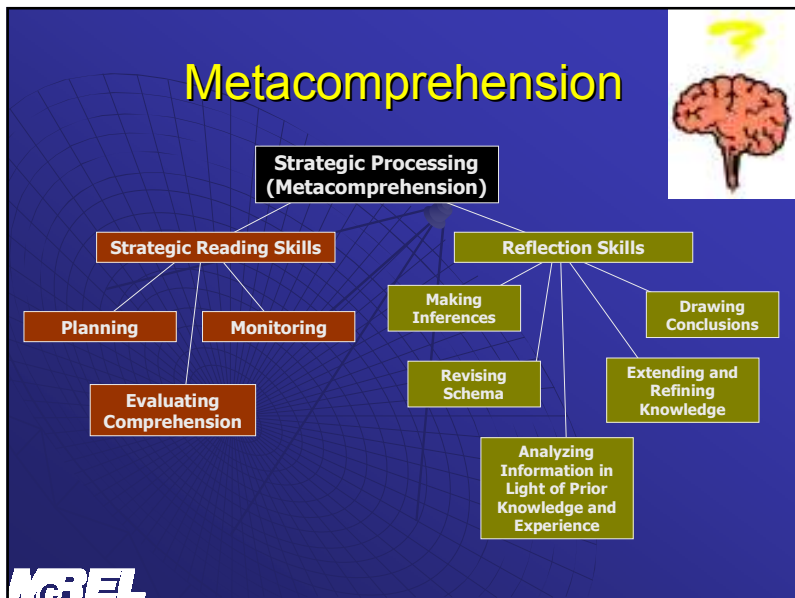 Metacomprehension
Strategic Processing
(Metacomprehension)
Strategic Reading Skills
Reflection Skills
Planning
Monitoring
Evaluating
Comprehension
Making
Inferences
Drawing
Conclusions
Revising
Schema
Extending and
Refining
Knowledge
Analyzing
Information in
Light of Prior
Knowledge and
Experience
McREL